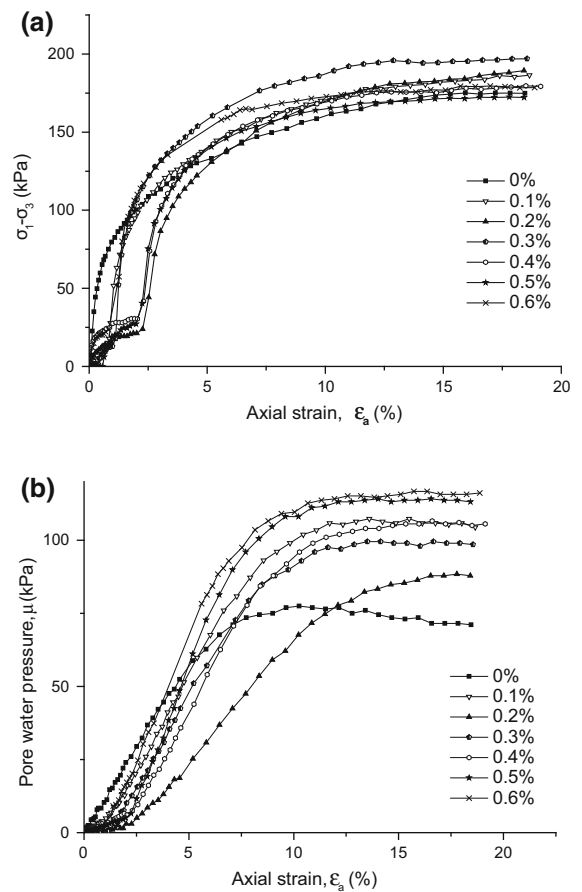 (a)
200
150
100
50
0
σ1-σ3 (kPa)
0%
0.1%
0.2%
0.3%
0.4%
0.5%
0.6%
0 5 10 15 20
Axial strain, εa (%)
(b)
100
50
0
Pore water pressure,μ(kPa)
0%
0.1%
0.2%
0.3%
0.4%
0.5%
0.6%
0 5 10 15 20
Axial strain,εa (%)